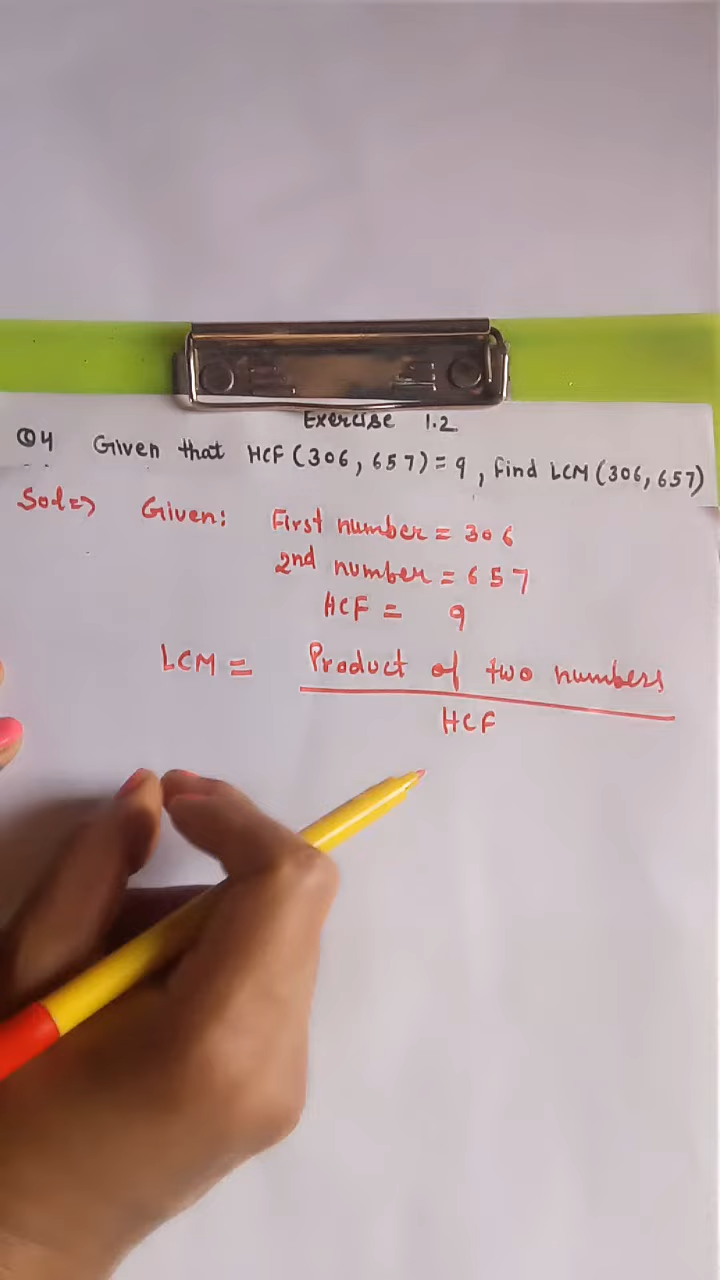 Exercise 1.2
Q4 Given that HCF (306, 657) = 9, find LCM (306, 657)
Sol=> Given: First number = 306
2nd number = 657
HCF = 9
LCM = Product of two numbers
HCF